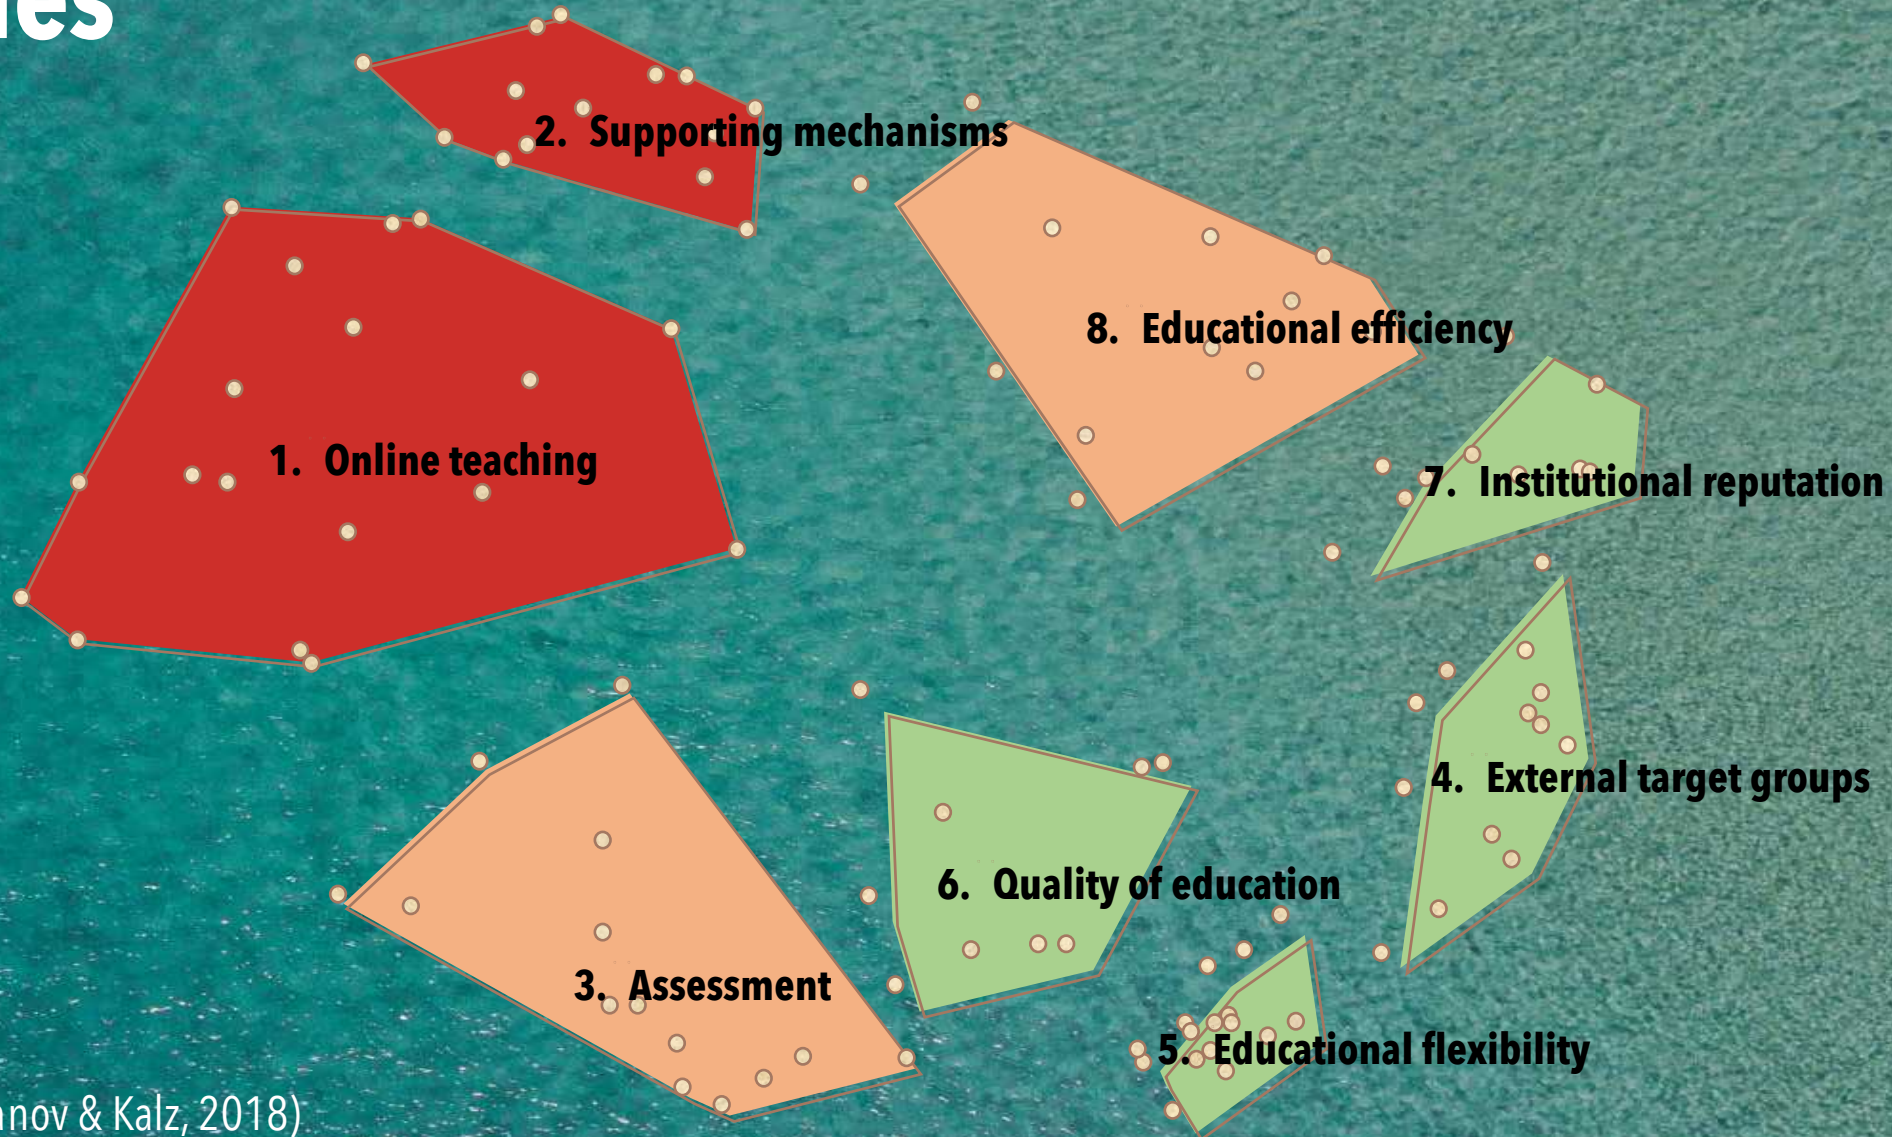 2. Supporting mechanisms
8. Educational efficiency
1. Online teaching
7. Institutional reputation
4. External target groups
6. Quality of education
3. Assessment
5. Educational flexibility
& Kalz, 2018)